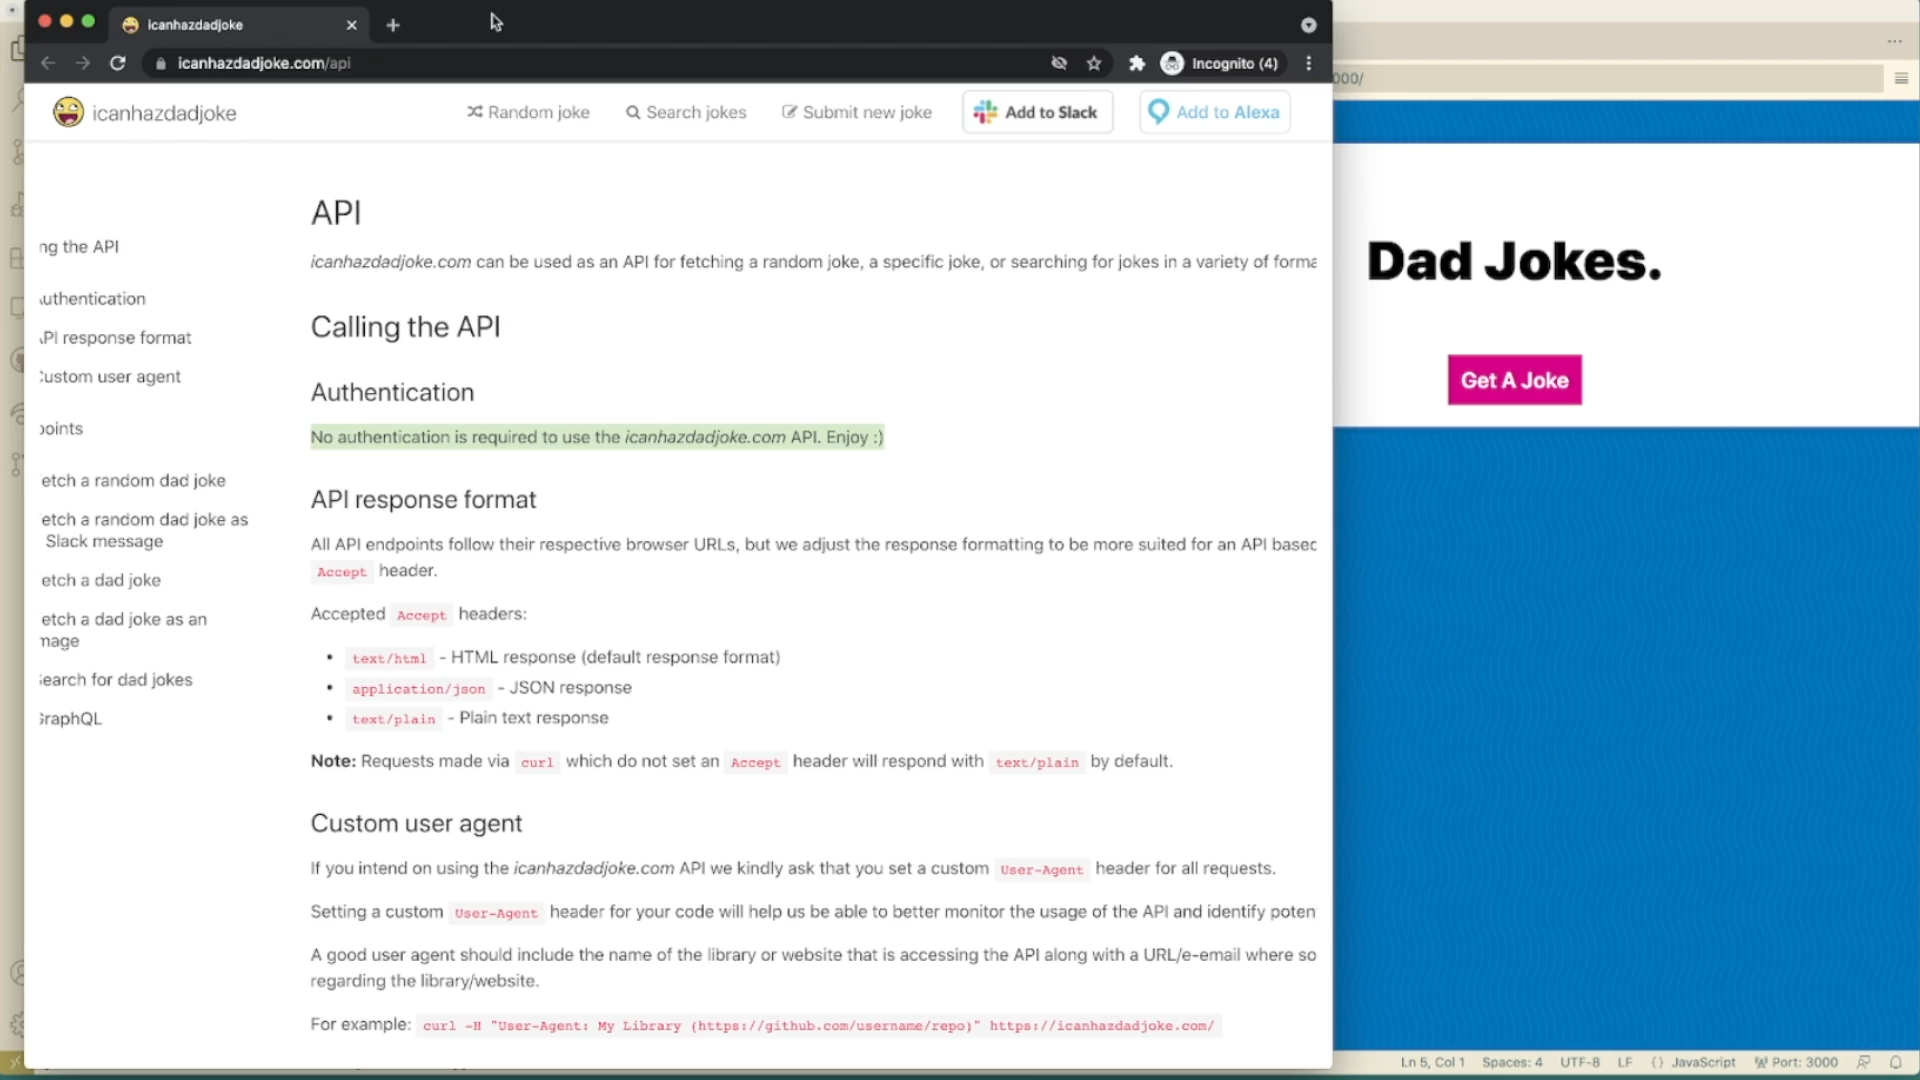 icanhazdadjoke
icanhazdadjoke.com/api
Incognito (4)
000/
icanhazdadjoke
Random joke
Search jokes
Submit new joke
Add to Slack
Add to Alexa
ng the API
uthentication
PI response format
ustom user agent
points
etch a random dad joke
etch a random dad joke as
Slack message
etch a dad joke
etch a dad joke as an
mage
earch for dad jokes
raphQL
API
icanhazdadjoke.com can be used as an API for fetching a random joke, a specific joke, or searching for jokes in a variety of forma
Calling the API
Authentication
No authentication is required to use the icanhazdadjoke.com API. Enjoy :)
API response format
All API endpoints follow their respective browser URLs, but we adjust the response formatting to be more suited for an API based
Accept header.
Accepted Accept headers:
• text/html - HTML response (default response format)
• application/json - JSON response
• text/plain - Plain text response
Note: Requests made via curl which do not set an Accept header will respond with text/plain by default.
Custom user agent
If you intend on using the icanhazdadjoke.com API we kindly ask that you set a custom User-Agent header for all requests.
Setting a custom User-Agent header for your code will help us be able to better monitor the usage of the API and identify poten
A good user agent should include the name of the library or website that is accessing the API along with a URL/e-email where so
regarding the library/website.
For example: curl -H "User-Agent: My Library (https://github.com/username/repo)" https://icanhazdadjoke.com/
Dad Jokes.
Get A Joke
Ln 5, Col 1 Spaces: 4 UTF-8 LF {} JavaScript Port: 3000